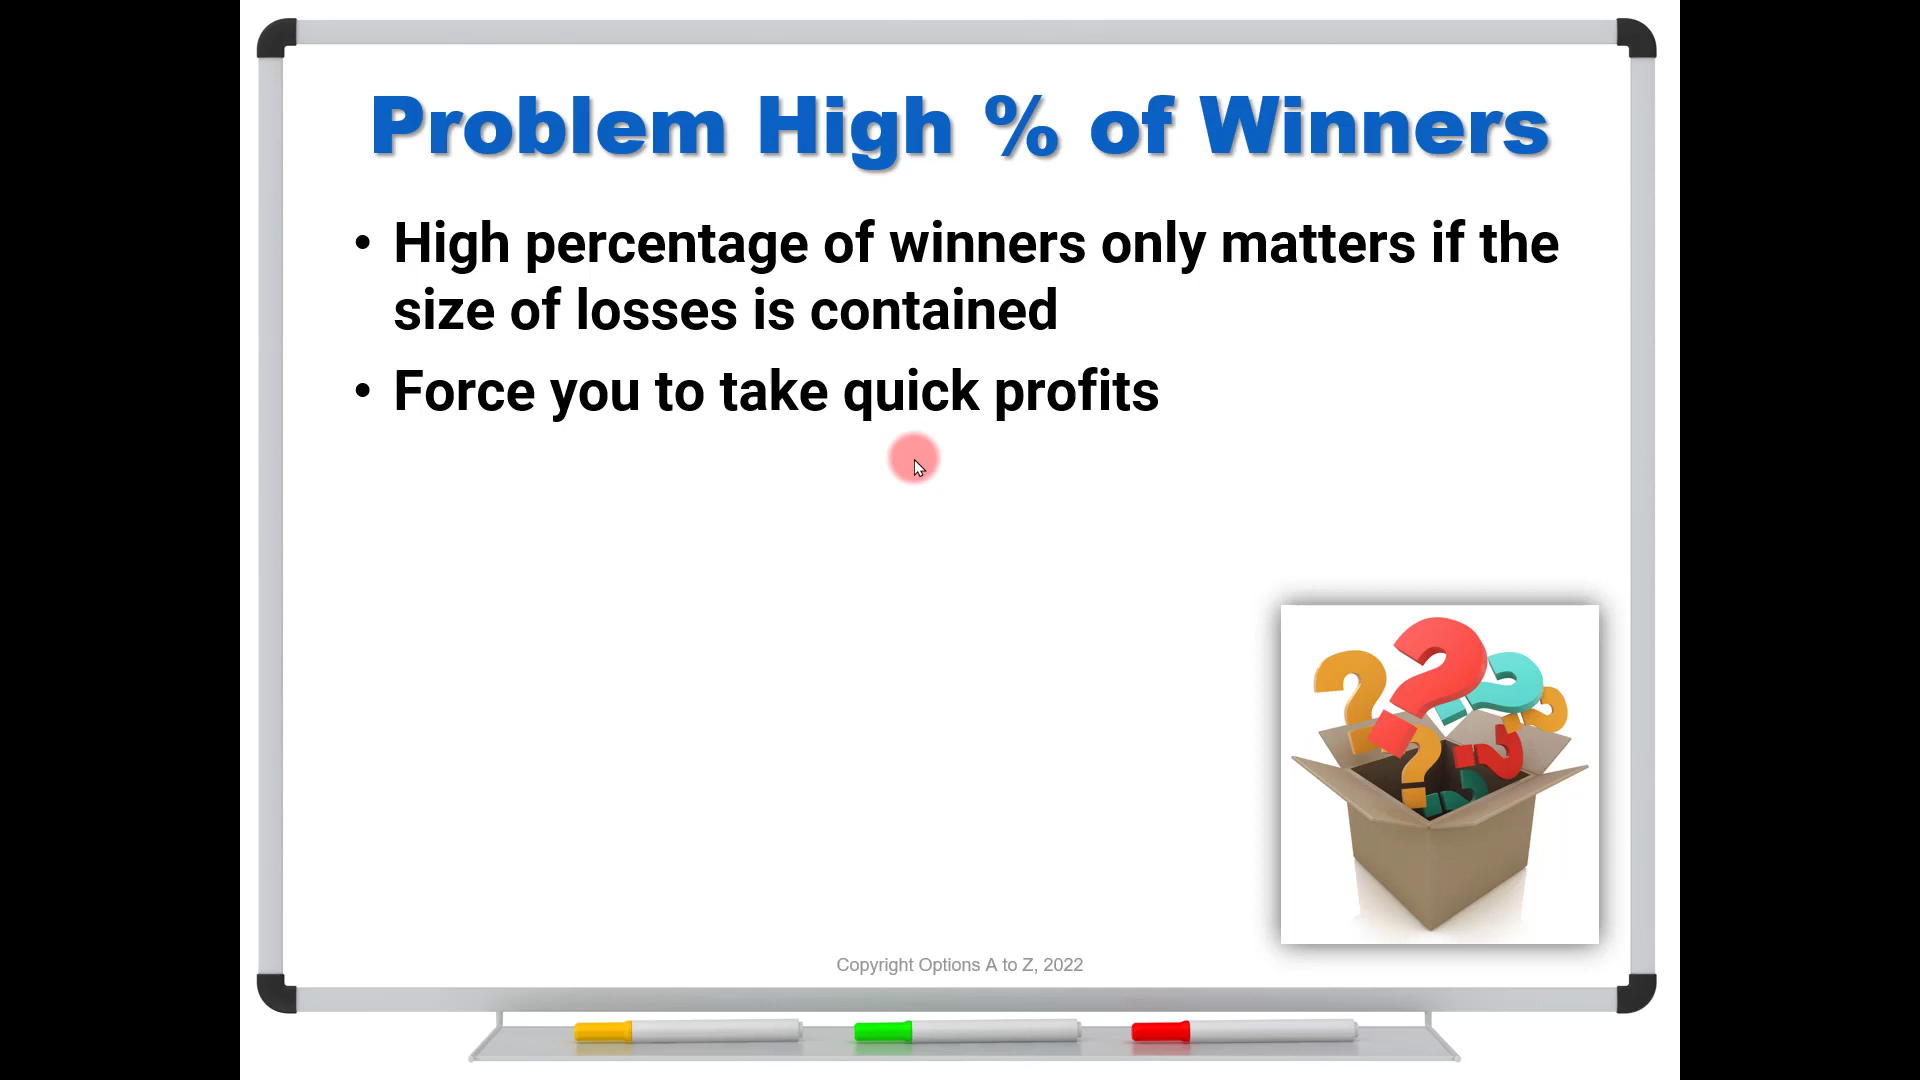 Problem High % of Winners
• High percentage of winners only matters if the
size of losses is contained
• Force you to take quick profits
Copyright Options A to Z, 2022